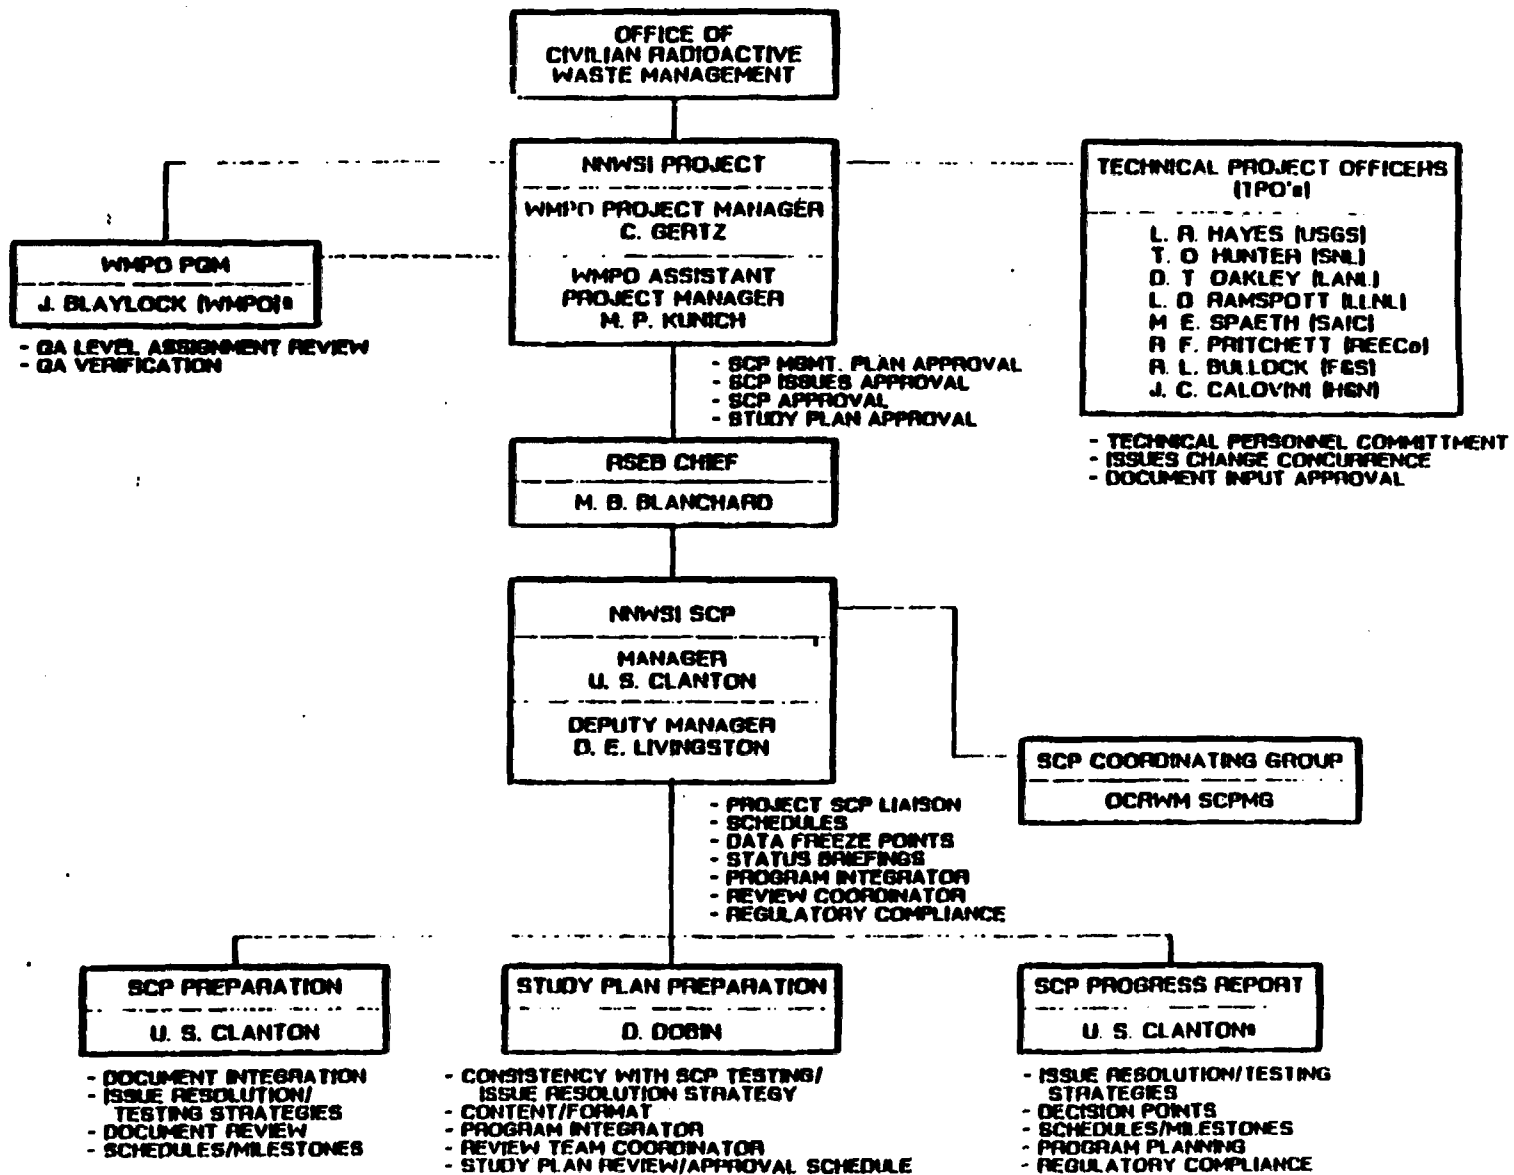 OFFICE OF
CIVILIAN RADIOACTIVE
WASTE MANAGEMENT
NNWSI PROJECT
WMPO PROJECT MANAGER
C. GERTZ
WMPO ASSISTANT
PROJECT MANAGER
M. P. KUNICH
TECHNICAL PROJECT OFFICERS
(TPO's)
L. R. HAYES (USGS)
T. O HUNTER (SNL)
D. T OAKLEY (LANL)
L. D RAMSPOTT (LLNL)
M E. SPAETH (SAIC)
R F. PRITCHETT (REECo)
R. L. BULLOCK (F&S)
J. C. CALOVINI (H&N)
WMPO PQM
J. BLAYLOCK (WMPO)*
- QA LEVEL ASSIGNMENT REVIEW
- QA VERIFICATION
- SCP MGMT. PLAN APPROVAL
- SCP ISSUES APPROVAL
- SCP APPROVAL
- STUDY PLAN APPROVAL
- TECHNICAL PERSONNEL COMMITTMENT
- ISSUES CHANGE CONCURRENCE
- DOCUMENT INPUT APPROVAL
RSEB CHIEF
M. B. BLANCHARD
NNWSI SCP
MANAGER
U. S. CLANTON
DEPUTY MANAGER
D. E. LIVINGSTON
SCP COORDINATING GROUP
OCRWM SCPMG
- PROJECT SCP LIAISON
- SCHEDULES
- DATA FREEZE POINTS
- STATUS BRIEFINGS
- PROGRAM INTEGRATOR
- REVIEW COORDINATOR
- REGULATORY COMPLIANCE
SCP PREPARATION
U. S. CLANTON
- DOCUMENT INTEGRATION
- ISSUE RESOLUTION/
TESTING STRATEGIES
- DOCUMENT REVIEW
- SCHEDULES/MILESTONES
STUDY PLAN PREPARATION
D. DOBIN
- CONSISTENCY WITH SCP TESTING/
ISSUE RESOLUTION STRATEGY
- CONTENT/FORMAT
- PROGRAM INTEGRATOR
- REVIEW TEAM COORDINATOR
- STUDY PLAN REVIEW/APPROVAL SCHEDULE
SCP PROGRESS REPORT
U. S. CLANTON*
- ISSUE RESOLUTION/TESTING
STRATEGIES
- DECISION POINTS
- SCHEDULES/MILESTONES
- PROGRAM PLANNING
- REGULATORY COMPLIANCE